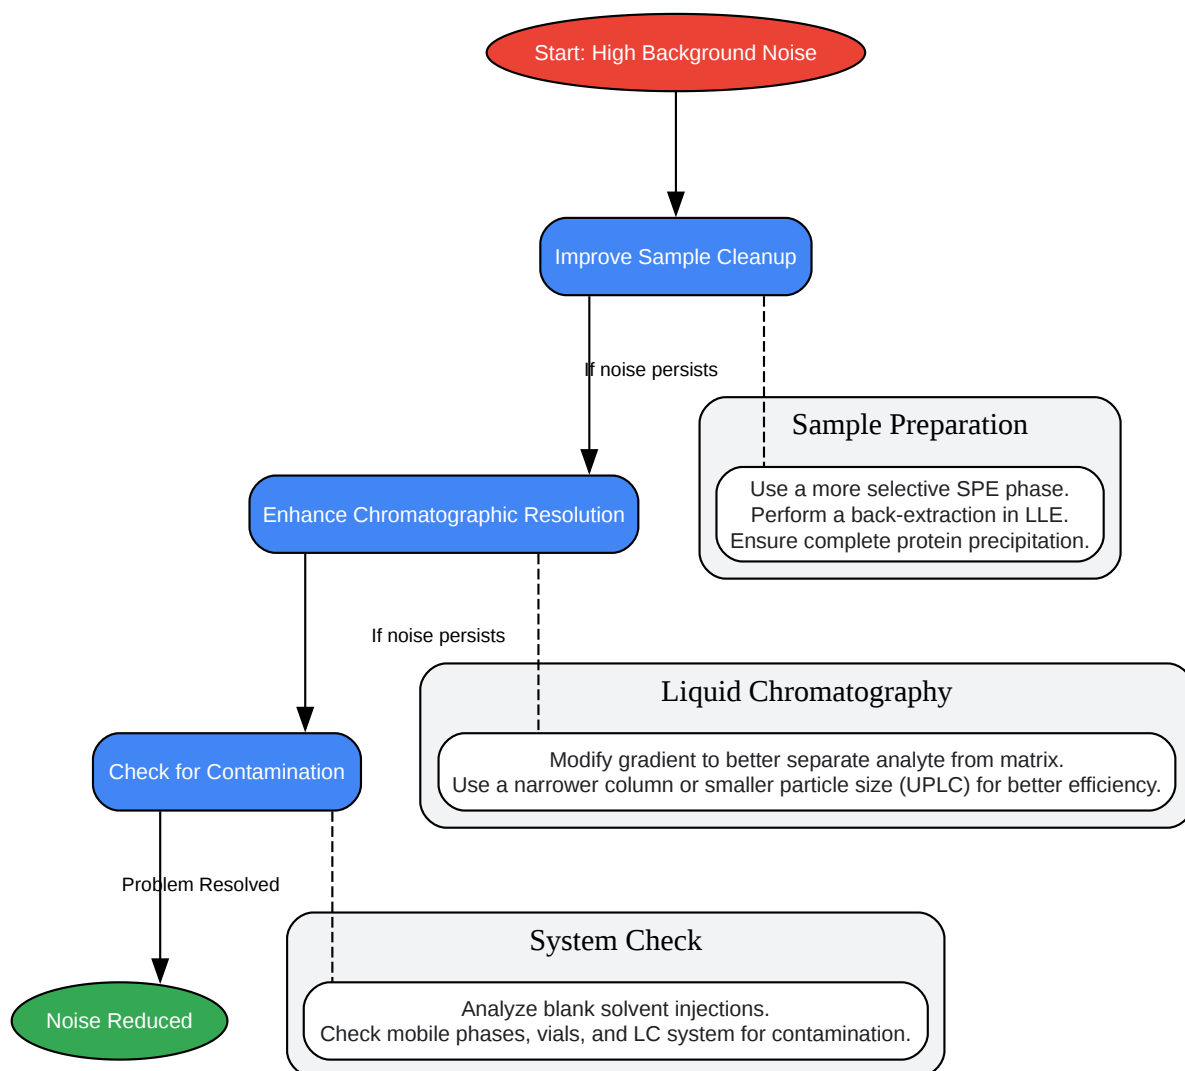 Start: High Background Noise
Improve Sample Cleanup
If noise persists
Sample Preparation
Use a more selective SPE phase.
Perform a back-extraction in LLE.
Ensure complete protein precipitation.
Enhance Chromatographic Resolution
If noise persists
Liquid Chromatography
Modify gradient to better separate analyte from matrix.
Use a narrower column or smaller particle size (UPLC) for better efficiency.
Check for Contamination
Problem Resolved
System Check
Analyze blank solvent injections.
Check mobile phases, vials, and LC system for contamination.
Noise Reduced